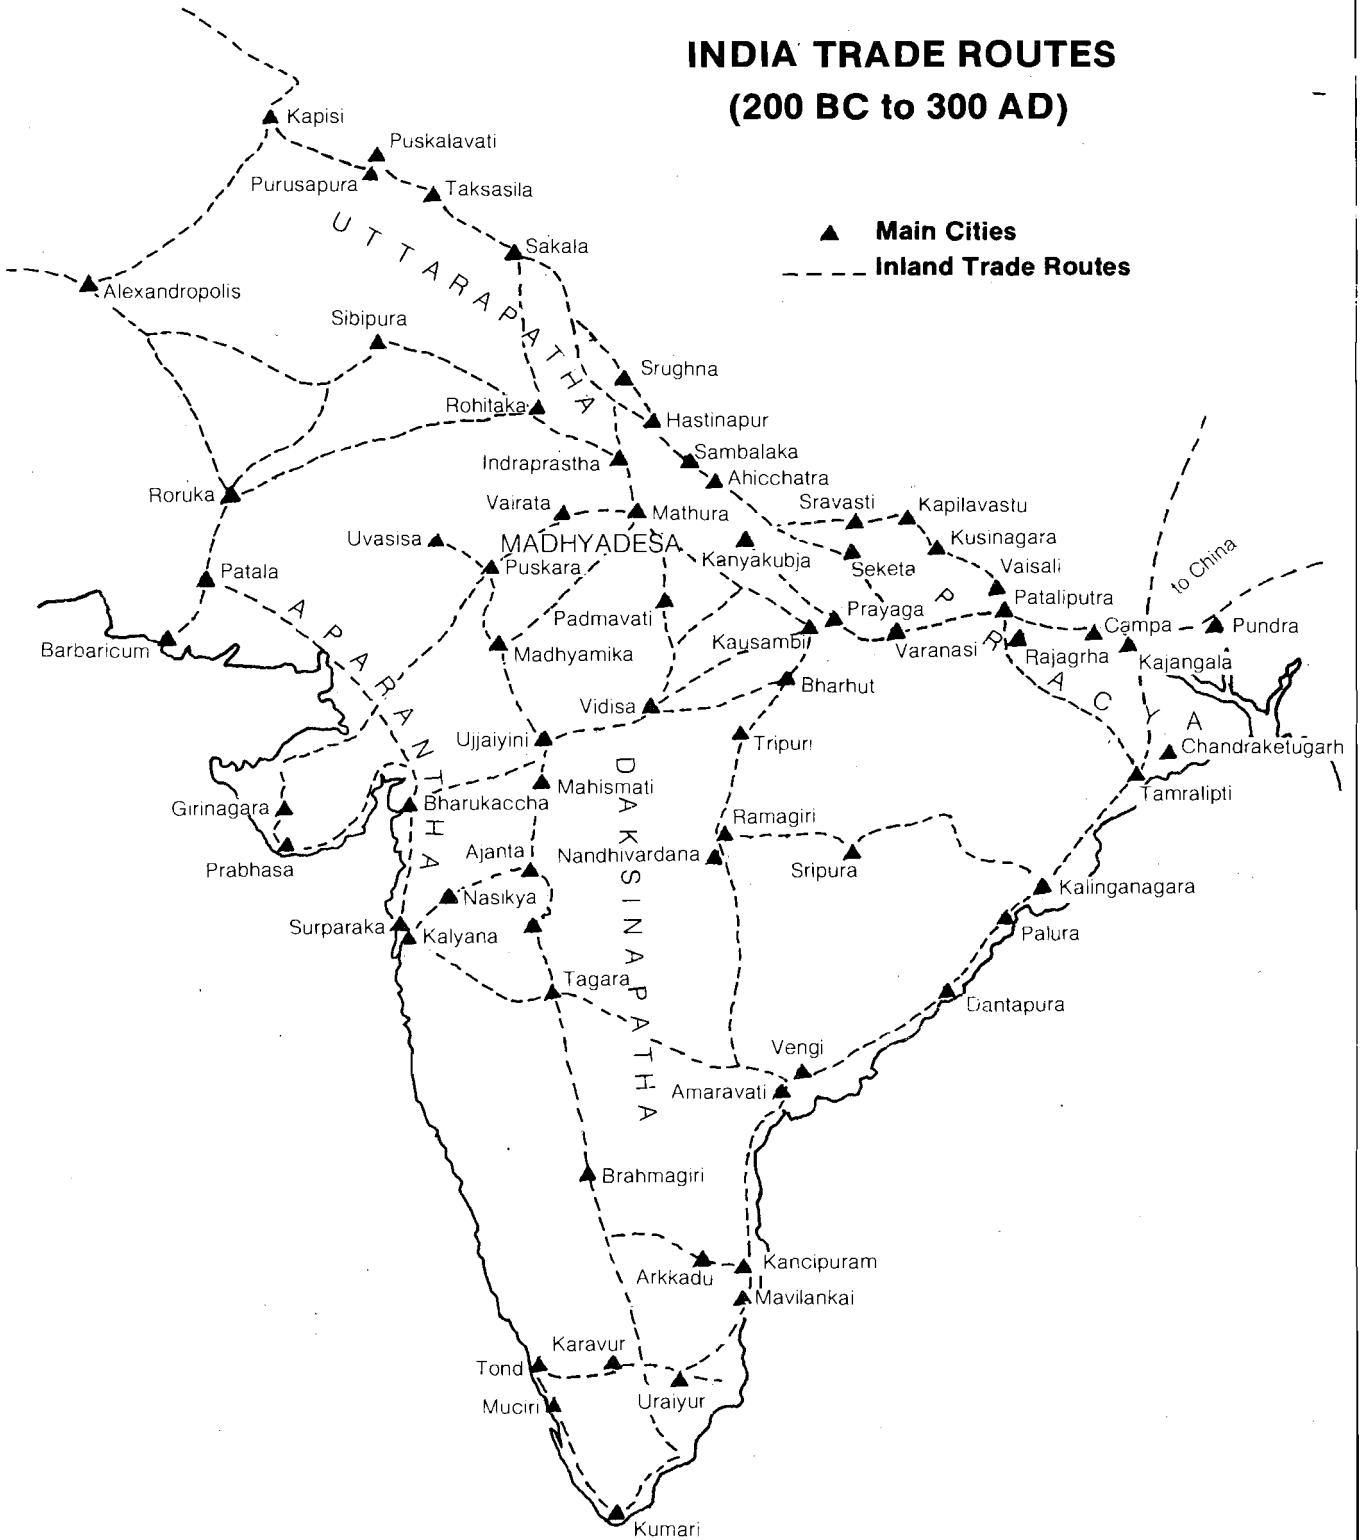 INDIA TRADE ROUTES
(200 BC to 300 AD)
Main Cities
Inland Trade Routes
Kapisi
Puskalavati
Purusapura
Taksasila
UTTARAPATHA
Sakala
Alexandropolis
Sibipura
Srughna
Rohitaka
Hastinapur
Sambalaka
Indraprastha
Ahicchatra
Roruka
Vairata
Mathura
Sravasti
Kapilavastu
Uvasisa
MADHYADESA
Kusinagara
Kanyakubja
Puskara
Seketa
to China
Vaisali
Patala
Pataliputra
APARANTHA
PRACYA
Padmavati
Prayaga
Campa
Pundra
Barbaricum
Madhyamika
Kausambi
Varanasi
Rajagrha
Kajangala
Bharhut
Vidisa
Ujjaiyini
Tripuri
Chandraketugarh
DAKSINAPATHA
Mahismati
Tamralipti
Girinagara
Bharukaccha
Ramagiri
Ajanta
Nandhivardana
Prabhasa
Sripura
Nasikya
Kalinganagara
Surparaka
Kalyana
Palura
Tagara
Dantapura
Vengi
Amaravati
Brahmagiri
Kancipuram
Arkkadu
Mavilankai
Karavur
Tond
Uraiyur
Muciri
Kumari